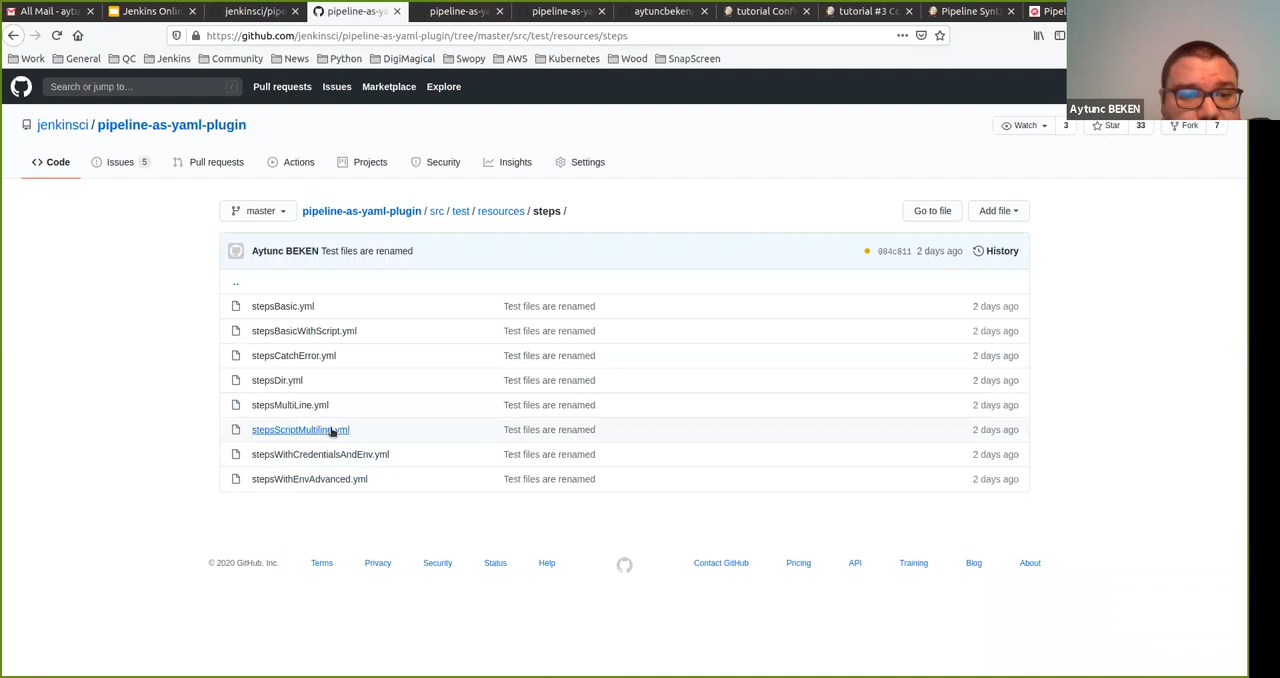 All Mail - aytu
Jenkins Onlin
jenkinsci/pipe
pipeline-as-ya
pipeline-as-ya
pipeline-as-ya
aytuncbeken,
tutorial Confi
tutorial #3 Co
Pipeline Synta
Pipel
https://github.com/jenkinsci/pipeline-as-yaml-plugin/tree/master/src/test/resources/steps
Work General QC Jenkins Community News Python DigiMagical Swopy AWS Kubernetes Wood SnapScreen
Search or jump to... /
Pull requests Issues Marketplace Explore
Aytunc BEKEN
jenkinsci / pipeline-as-yaml-plugin
Watch 3 Star 33 Fork 7
Code Issues 5 Pull requests Actions Projects Security Insights Settings
master pipeline-as-yaml-plugin / src / test / resources / steps / Go to file Add file
Aytunc BEKEN Test files are renamed 084c811 2 days ago History
..
stepsBasic.yml Test files are renamed 2 days ago
stepsBasicWithScript.yml Test files are renamed 2 days ago
stepsCatchError.yml Test files are renamed 2 days ago
stepsDir.yml Test files are renamed 2 days ago
stepsMultiLine.yml Test files are renamed 2 days ago
stepsScriptMultiline.yml Test files are renamed 2 days ago
stepsWithCredentialsAndEnv.yml Test files are renamed 2 days ago
stepsWithEnvAdvanced.yml Test files are renamed 2 days ago
© 2020 GitHub, Inc. Terms Privacy Security Status Help Contact GitHub Pricing API Training Blog About